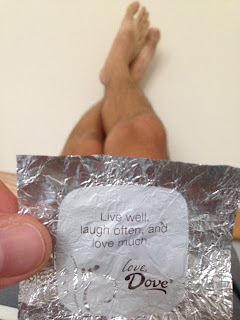 Live well,
laugh often, and
love much.
love,
Dove